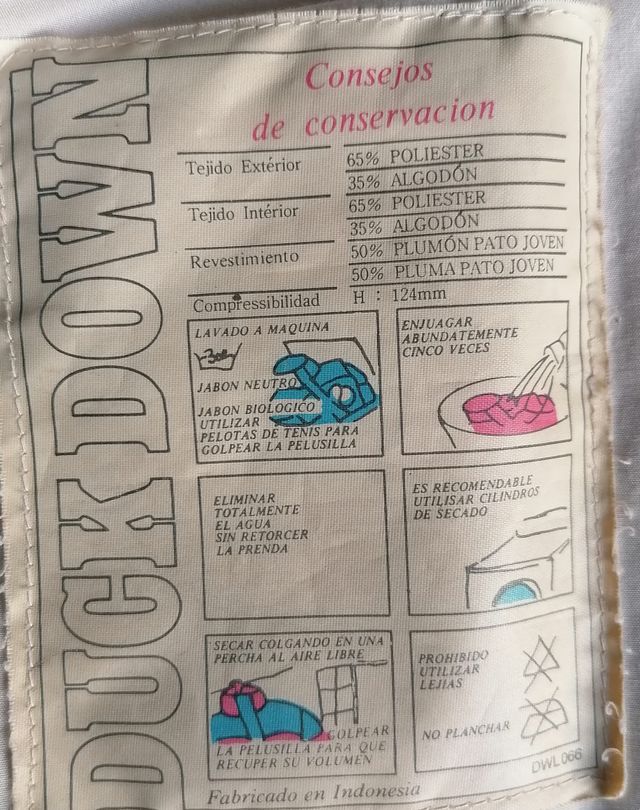 DUCK DOWN
Consejos
de conservacion
Tejido Extérior
65% POLIESTER
35% ALGODÓN
Tejido Intérior
65% POLIESTER
35% ALGODÓN
Revestimiento
50% PLUMÓN PATO JOVEN
50% PLUMA PATO JOVEN
Compressibilidad
H : 124mm
LAVADO A MAQUINA
30º
JABON NEUTRO
JABON BIOLOGICO
UTILIZAR
PELOTAS DE TENIS PARA
GOLPEAR LA PELUSILLA
ENJUAGAR
ABUNDATEMENTE
CINCO VECES
ELIMINAR
TOTALMENTE
EL AGUA
SIN RETORCER
LA PRENDA
ES RECOMENDABLE
UTILISAR CILINDROS
DE SECADO
SECAR COLGANDO EN UNA
PERCHA AL AIRE LIBRE
GOLPEAR
LA PELUSILLA PARA QUE
RECUPER SU VOLUMEN
PROHIBIDO
UTILIZAR
LEJIAS
NO PLANCHAR
DWL066
Fabricado en Indonesia